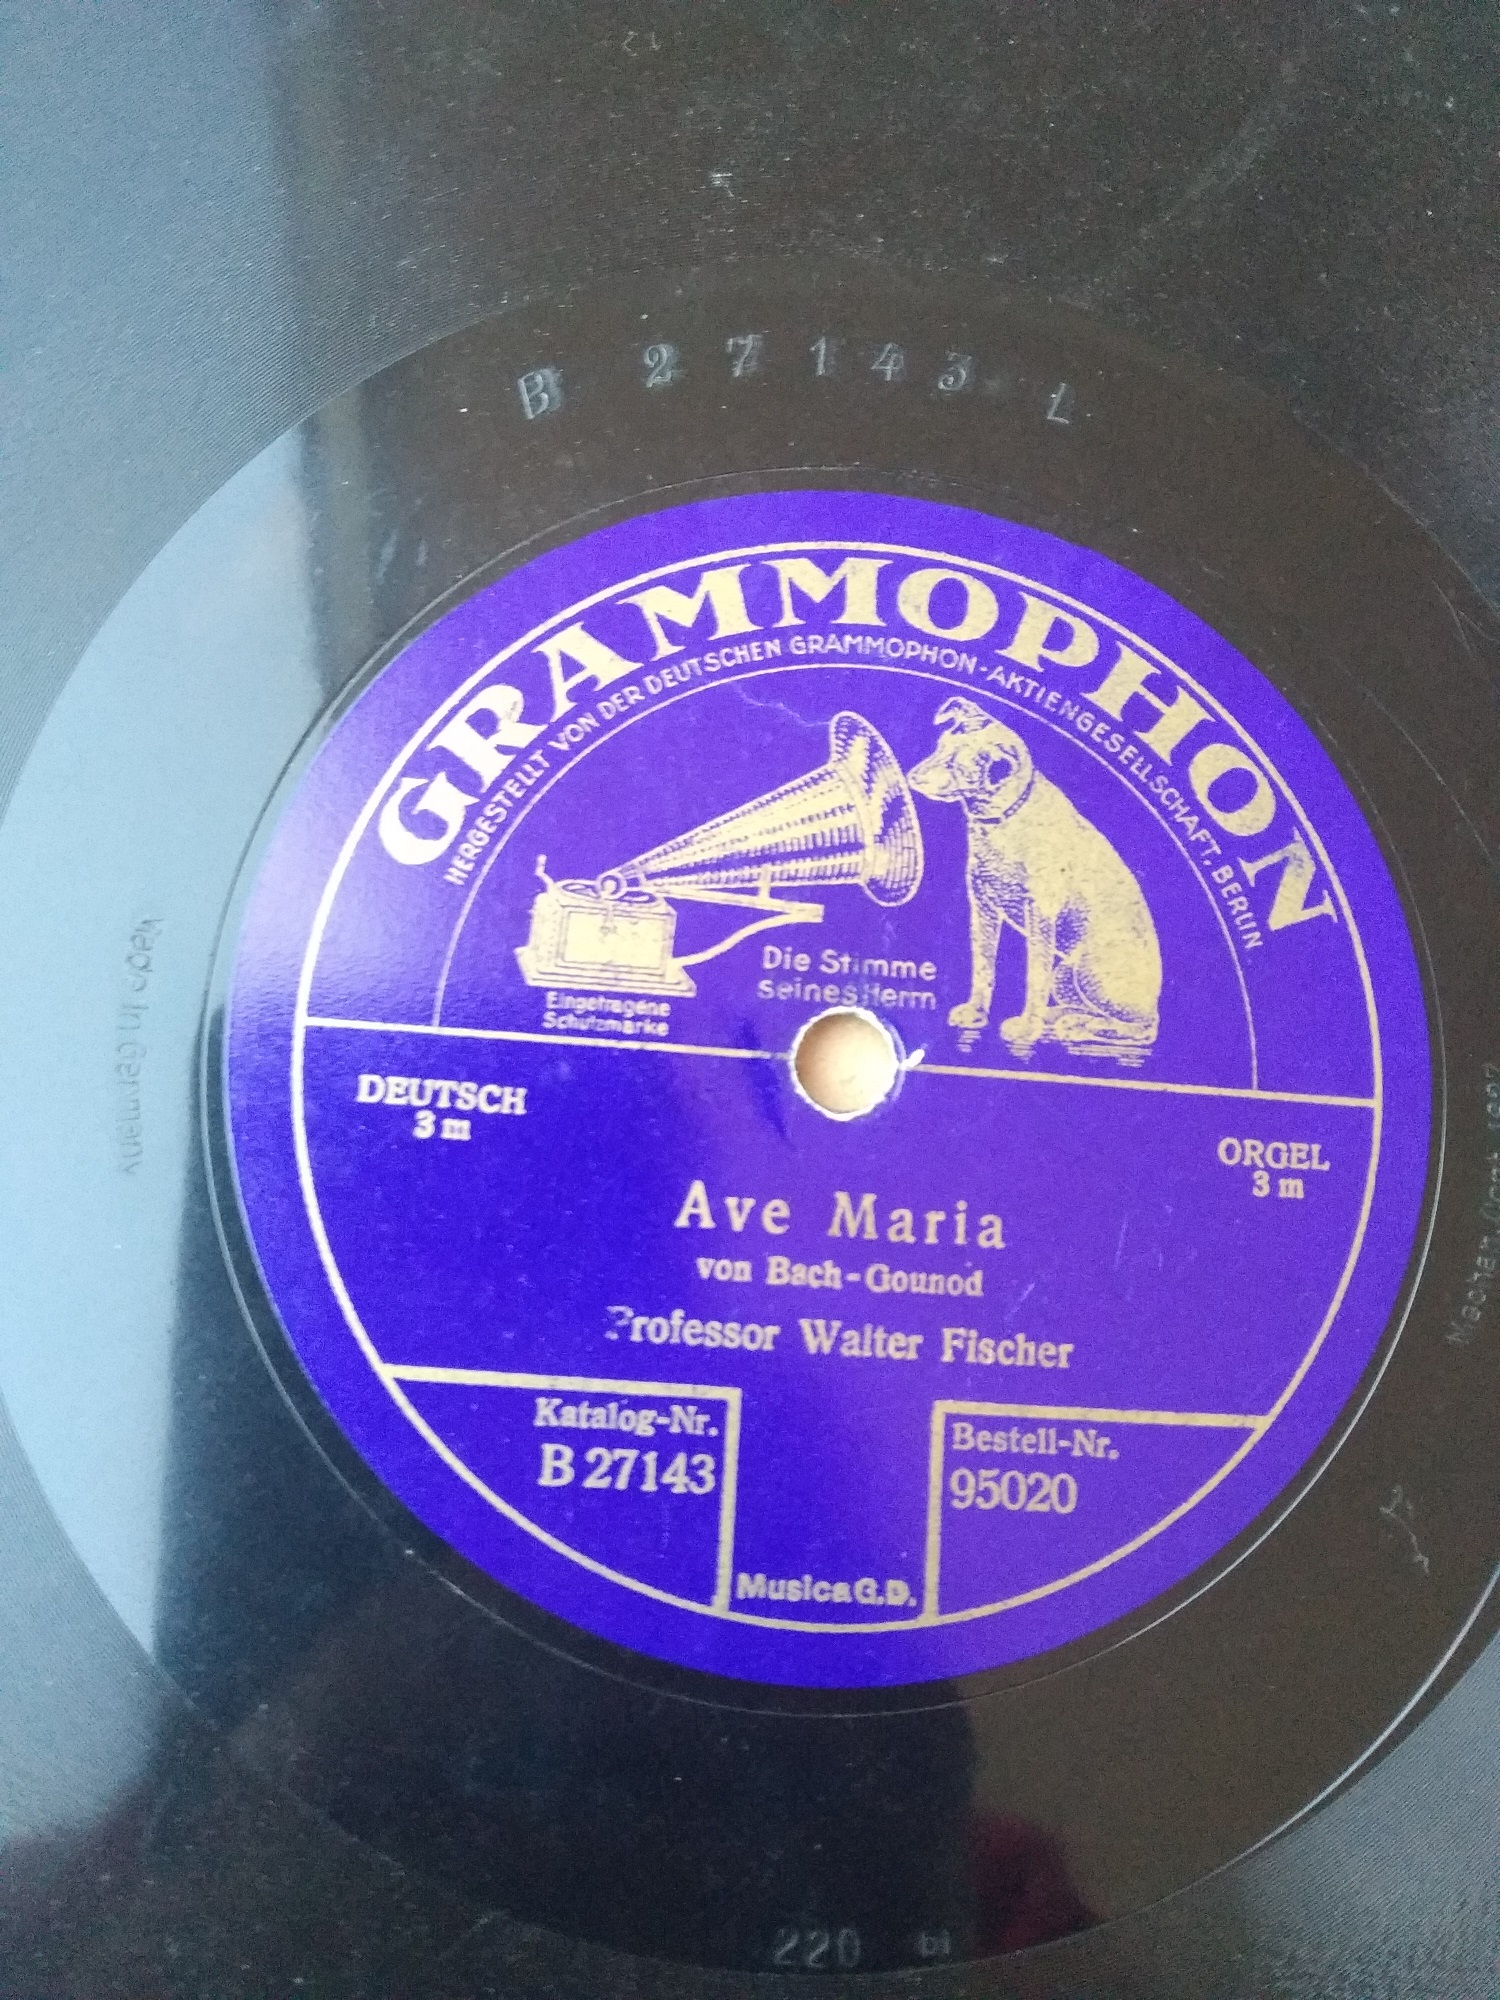 B 27143 L
GRAMMOPHON
HERGESTELLT VON DER DEUTSCHEN GRAMMOPHON-AKTIENGESELLSCHAFT, BERLIN.
Die Stimme
seines Herrn
Eingetragene
Schutzmarke
DEUTSCH
3 m
ORGEL
3 m
Ave Maria
von Bach-Gounod
Professor Walter Fischer
Katalog-Nr.
B 27143
Bestell-Nr.
95020
Musica G.D.
Made in Germany
220 bi